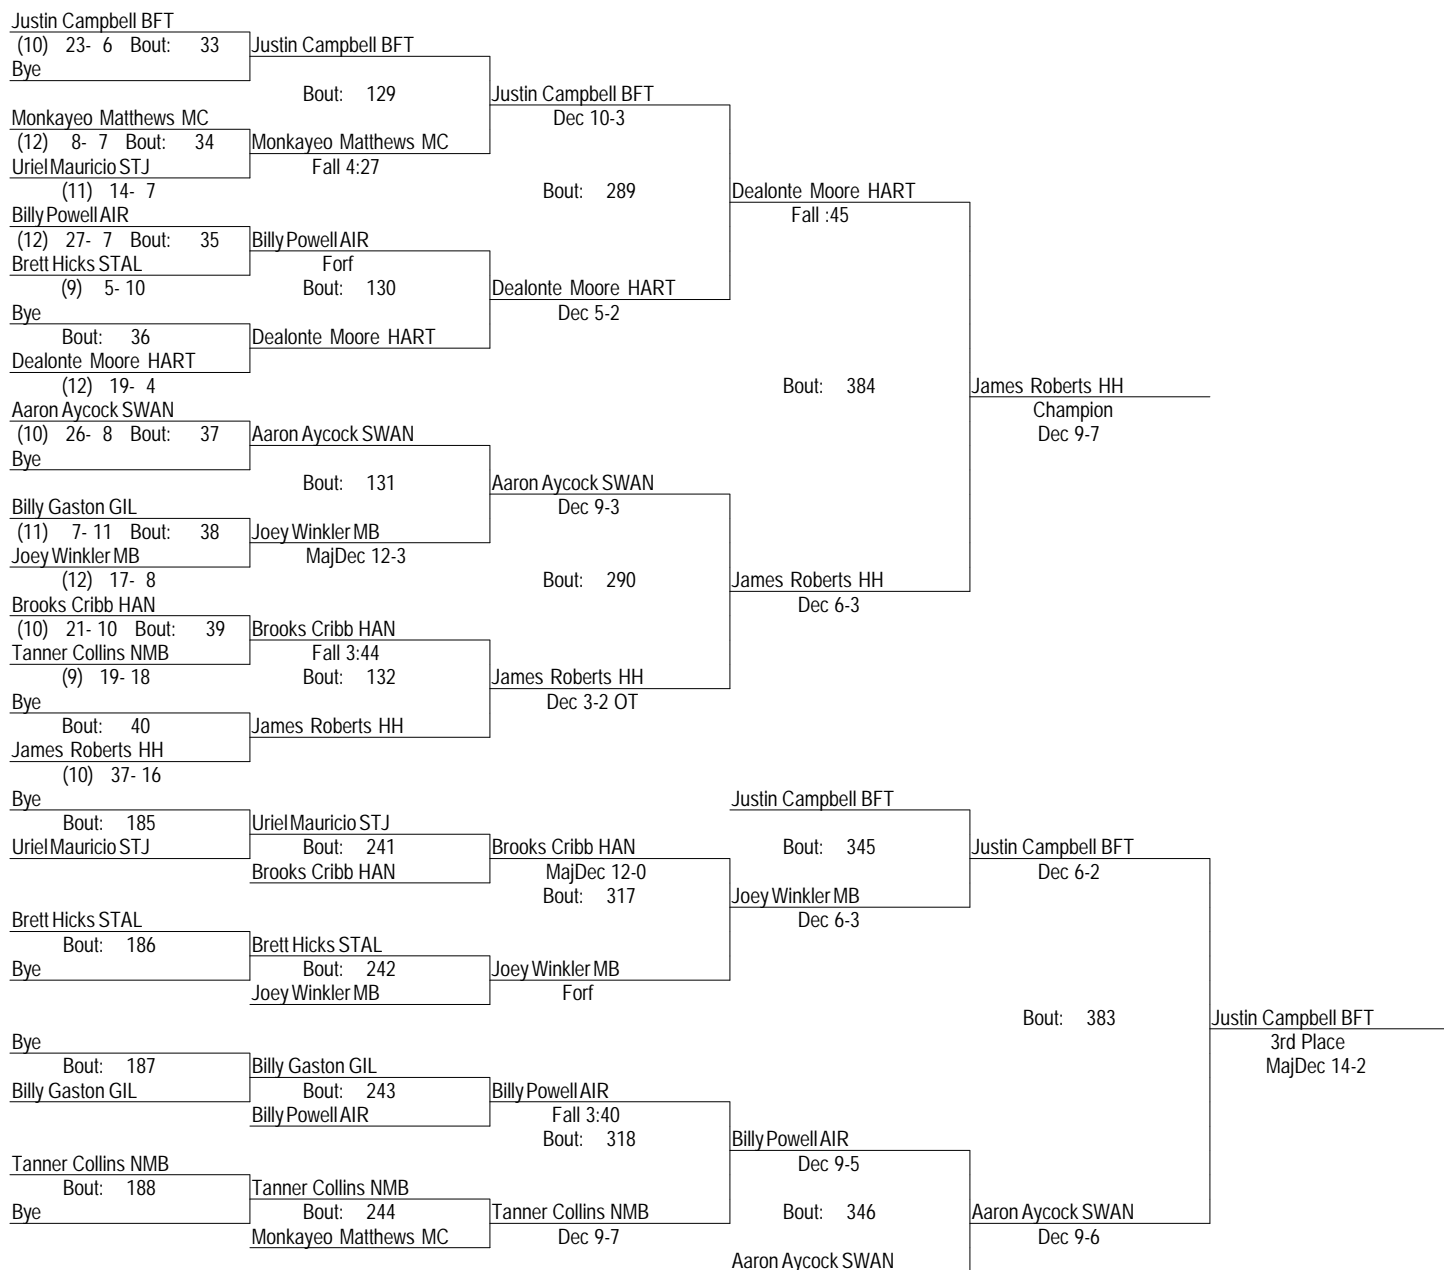 Justin Campbell BFT
(10) 23- 6 Bout: 33 Justin Campbell BFT
Bye
Bout: 129 Justin Campbell BFT
Monkayeo Matthews MC Dec 10-3
(12) 8- 7 Bout: 34 Monkayeo Matthews MC
Uriel Mauricio STJ Fall 4:27
(11) 14- 7 Bout: 289 Dealonte Moore HART
Billy Powell AIR Fall :45
(12) 27- 7 Bout: 35 Billy Powell AIR
Brett Hicks STAL Forf
(9) 5- 10 Bout: 130 Dealonte Moore HART
Bye Dec 5-2
Bout: 36 Dealonte Moore HART
Dealonte Moore HART
(12) 19- 4 Bout: 384 James Roberts HH
Aaron Aycock SWAN Champion
(10) 26- 8 Bout: 37 Aaron Aycock SWAN Dec 9-7
Bye
Bout: 131 Aaron Aycock SWAN
Billy Gaston GIL Dec 9-3
(11) 7- 11 Bout: 38 Joey Winkler MB
Joey Winkler MB MajDec 12-3
(12) 17- 8 Bout: 290 James Roberts HH
Brooks Cribb HAN Dec 6-3
(10) 21- 10 Bout: 39 Brooks Cribb HAN
Tanner Collins NMB Fall 3:44
(9) 19- 18 Bout: 132 James Roberts HH
Bye Dec 3-2 OT
Bout: 40 James Roberts HH
James Roberts HH
(10) 37- 16
Bye Justin Campbell BFT
Bout: 185 Uriel Mauricio STJ
Uriel Mauricio STJ Bout: 241 Brooks Cribb HAN Bout: 345 Justin Campbell BFT
Brooks Cribb HAN MajDec 12-0 Dec 6-2
Bout: 317 Joey Winkler MB
Brett Hicks STAL Dec 6-3
Bout: 186 Brett Hicks STAL
Bye Bout: 242 Joey Winkler MB
Joey Winkler MB Forf
Bout: 383 Justin Campbell BFT
Bye 3rd Place
Bout: 187 Billy Gaston GIL MajDec 14-2
Billy Gaston GIL Bout: 243 Billy Powell AIR
Billy Powell AIR Fall 3:40
Bout: 318 Billy Powell AIR
Tanner Collins NMB Dec 9-5
Bout: 188 Tanner Collins NMB
Bye Bout: 244 Tanner Collins NMB Bout: 346 Aaron Aycock SWAN
Monkayeo Matthews MC Dec 9-7 Dec 9-6
Aaron Aycock SWAN